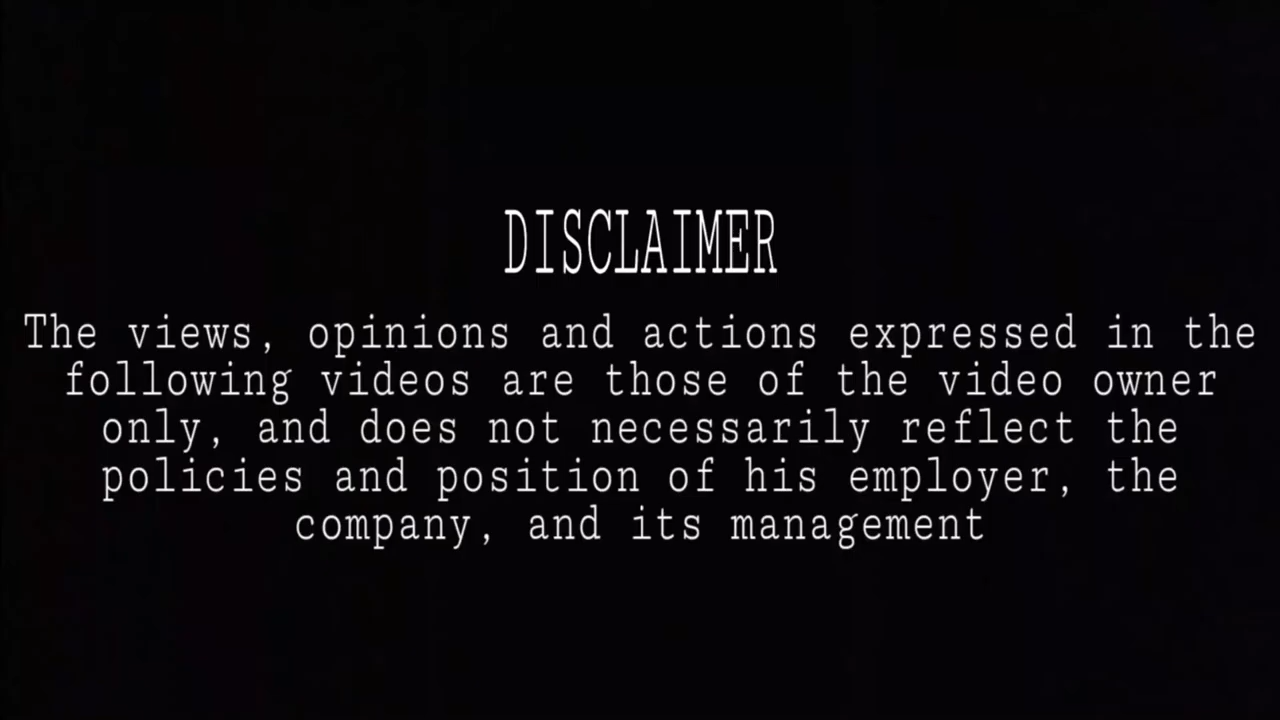 DISCLAIMER
The views, opinions and actions expressed in the
following videos are those of the video owner
only, and does not necessarily reflect the
policies and position of his employer, the
company, and its management